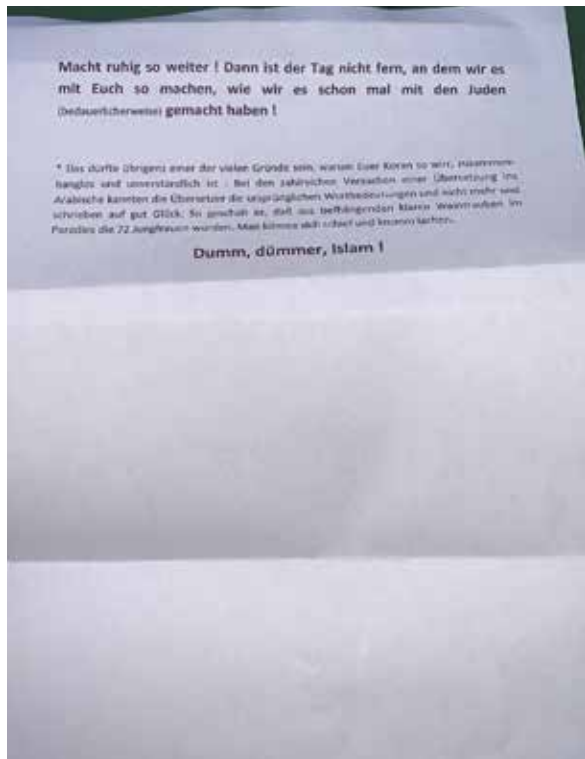 Macht ruhig so weiter ! Dann ist der Tag nicht fern, an dem wir es
mit Euch so machen, wie wir es schon mal mit den Juden
(bedauerlicherweise) gemacht haben !
* Das dürfte übrigens einer der vielen Gründe sein, warum Euer Koran so wirr, zusammen-
hanglos und unverständlich ist : Bei den zahlreichen Versuchen einer Übersetzung ins
Arabische kannten die Übersetzer die ursprünglichen Wortbedeutungen und nicht mehr und
schrieben auf gut Glück. So geschah es, daß aus tiefhängenden klaren Weintrauben im
Paradies die 72 Jungfrauen wurden. Man könnte sich schief und krumm lachen.
Dumm, dümmer, Islam !